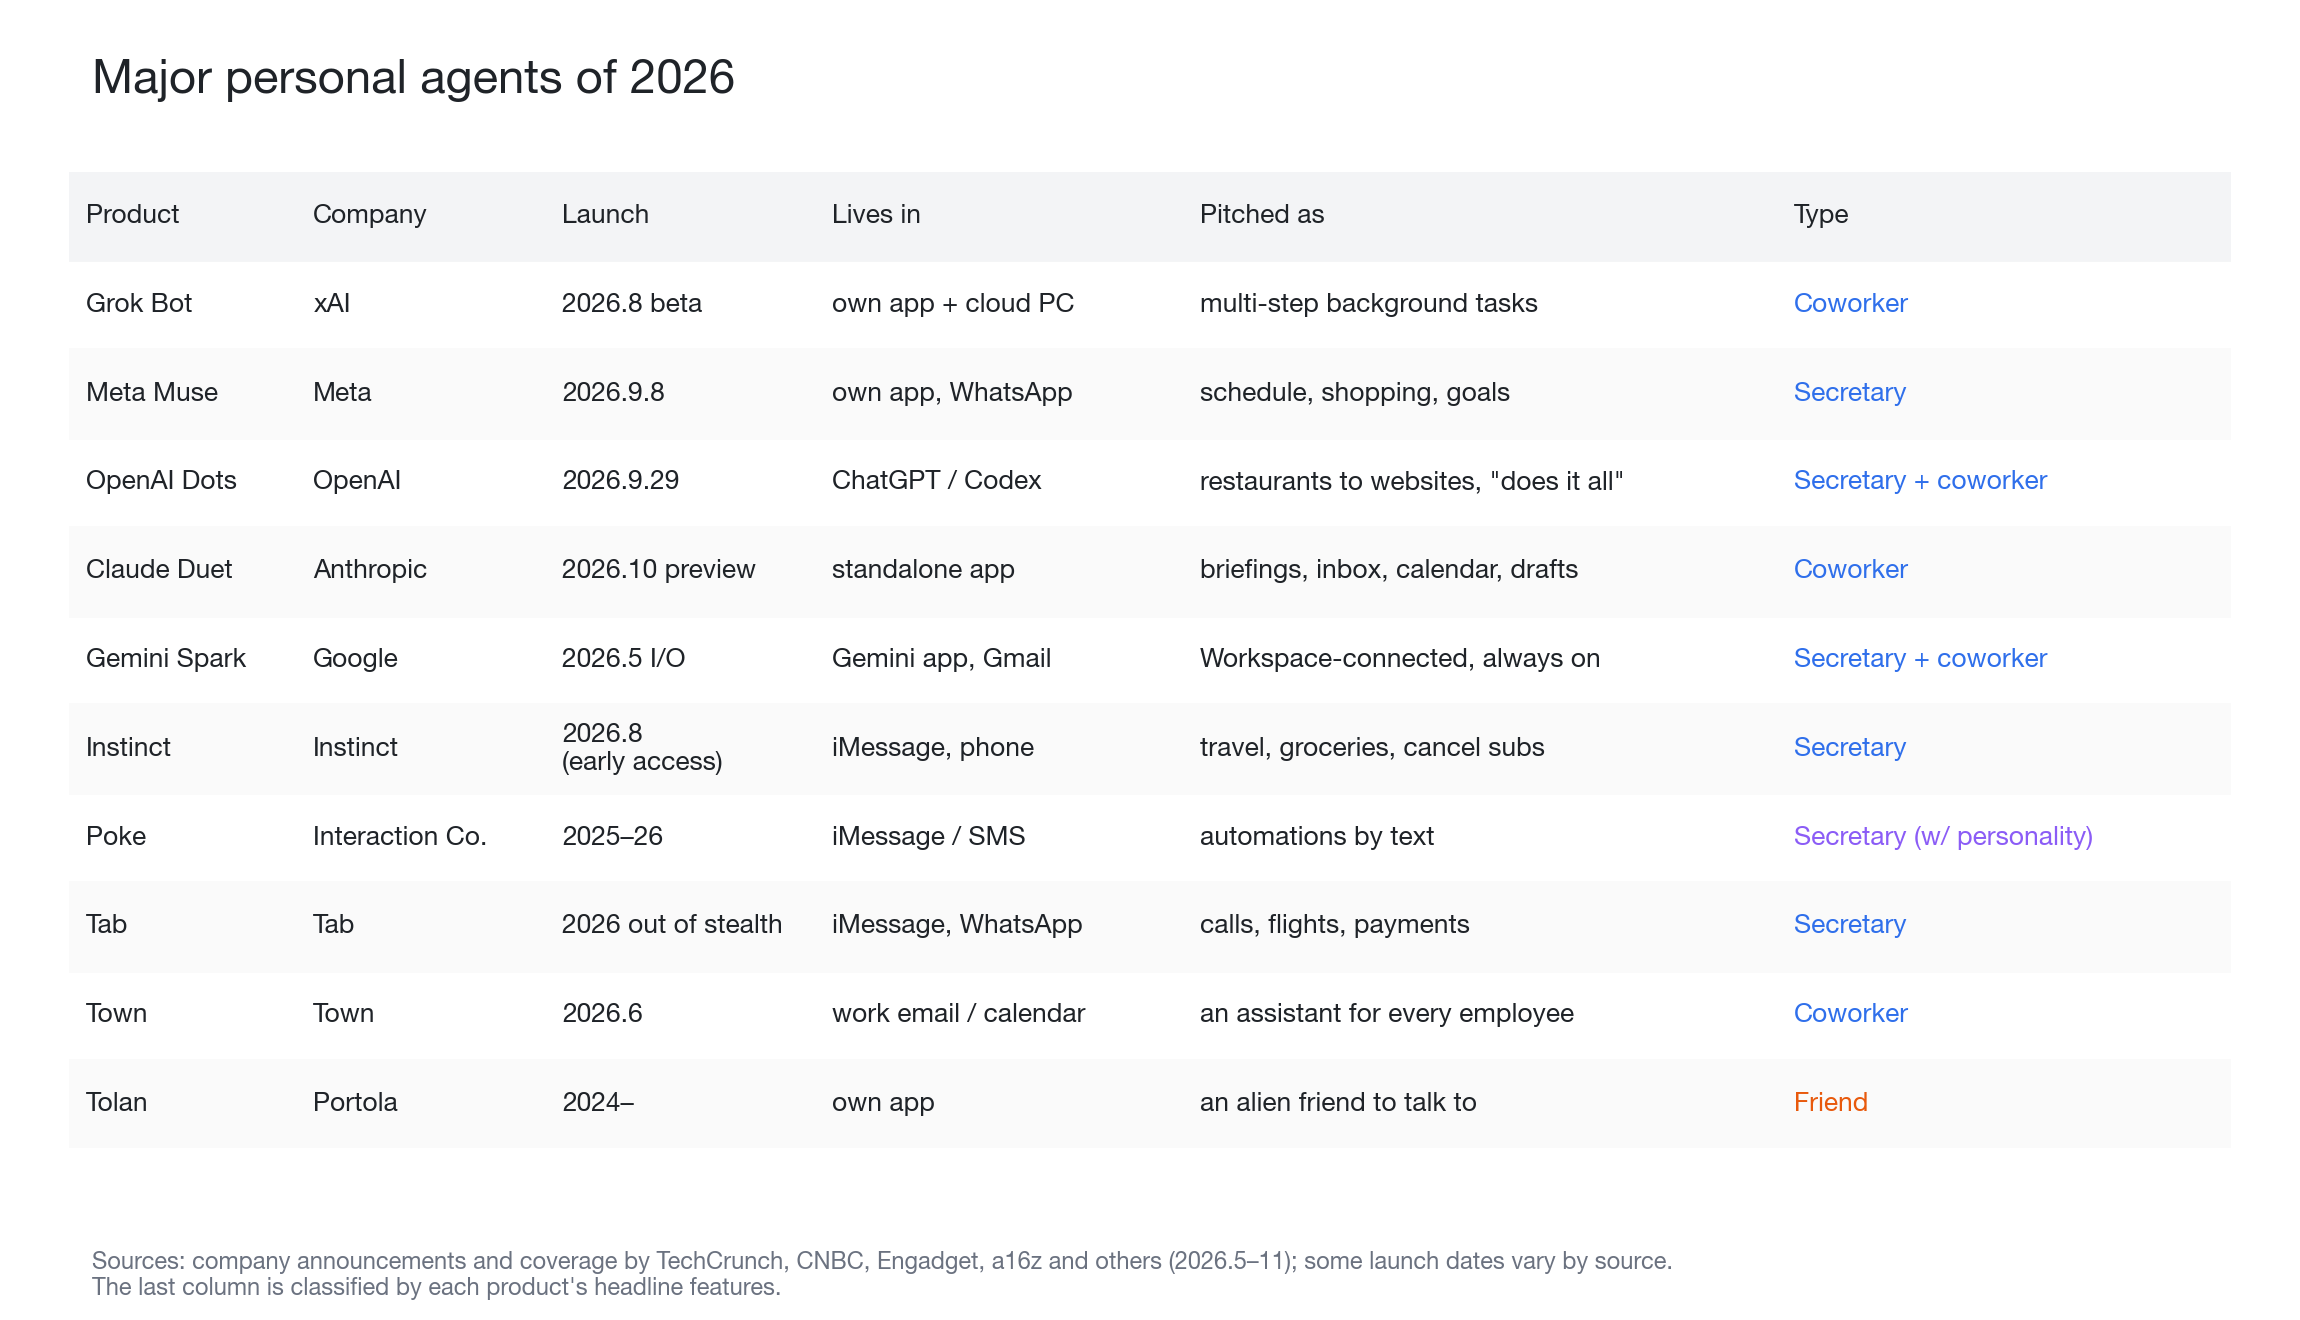 Major personal agents of 2026
Product Company Launch Lives in Pitched as Type
Grok Bot xAI 2026.8 beta own app + cloud PC multi-step background tasks Coworker
Meta Muse Meta 2026.9.8 own app, WhatsApp schedule, shopping, goals Secretary
OpenAI Dots OpenAI 2026.9.29 ChatGPT / Codex restaurants to websites, "does it all" Secretary + coworker
Claude Duet Anthropic 2026.10 preview standalone app briefings, inbox, calendar, drafts Coworker
Gemini Spark Google 2026.5 I/O Gemini app, Gmail Workspace-connected, always on Secretary + coworker
Instinct Instinct 2026.8 (early access) iMessage, phone travel, groceries, cancel subs Secretary
Poke Interaction Co. 2025–26 iMessage / SMS automations by text Secretary (w/ personality)
Tab Tab 2026 out of stealth iMessage, WhatsApp calls, flights, payments Secretary
Town Town 2026.6 work email / calendar an assistant for every employee Coworker
Tolan Portola 2024– own app an alien friend to talk to Friend
Sources: company announcements and coverage by TechCrunch, CNBC, Engadget, a16z and others (2026.5–11); some launch dates vary by source.
The last column is classified by each product's headline features.